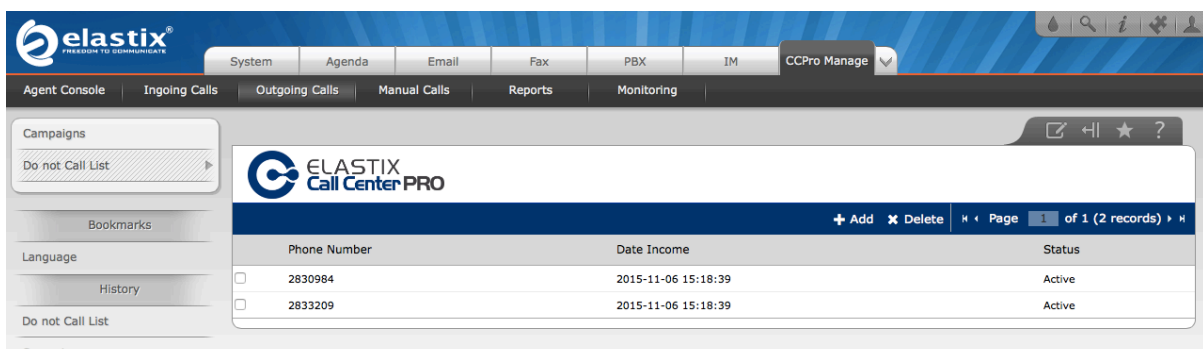 elastix®
FREEDOM TO COMMUNICATE
System Agenda Email Fax PBX IM CCPro Manage
Agent Console Ingoing Calls Outgoing Calls Manual Calls Reports Monitoring
Campaigns
Do not Call List
Bookmarks
Language
History
Do not Call List
ELASTIX
Call Center PRO
Add Delete Page 1 of 1 (2 records)
Phone Number Date Income Status
2830984 2015-11-06 15:18:39 Active
2833209 2015-11-06 15:18:39 Active